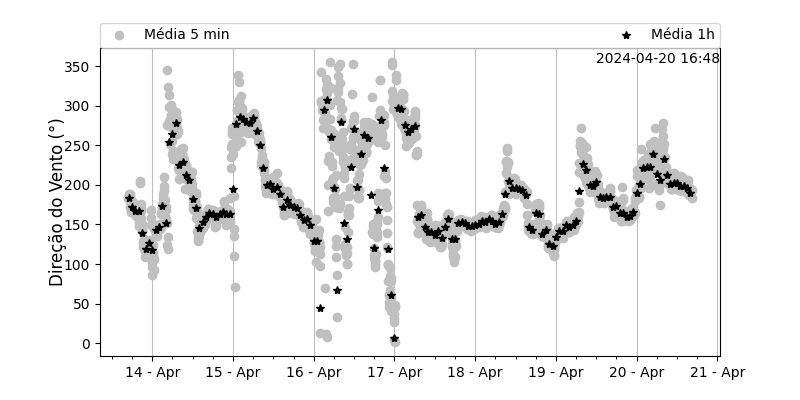 Média 5 min
Média 1h
2024-04-20 16:48
Direção do Vento (°)
350
300
250
200
150
100
50
0
14 - Apr
15 - Apr
16 - Apr
17 - Apr
18 - Apr
19 - Apr
20 - Apr
21 - Apr